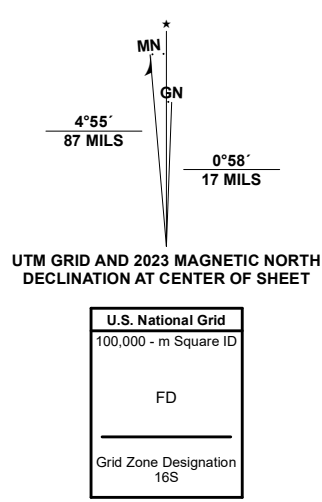 ★
MN
GN
4°55´
87 MILS
0°58´
17 MILS
UTM GRID AND 2023 MAGNETIC NORTH
DECLINATION AT CENTER OF SHEET
U.S. National Grid
100,000 - m Square ID
FD
Grid Zone Designation
16S